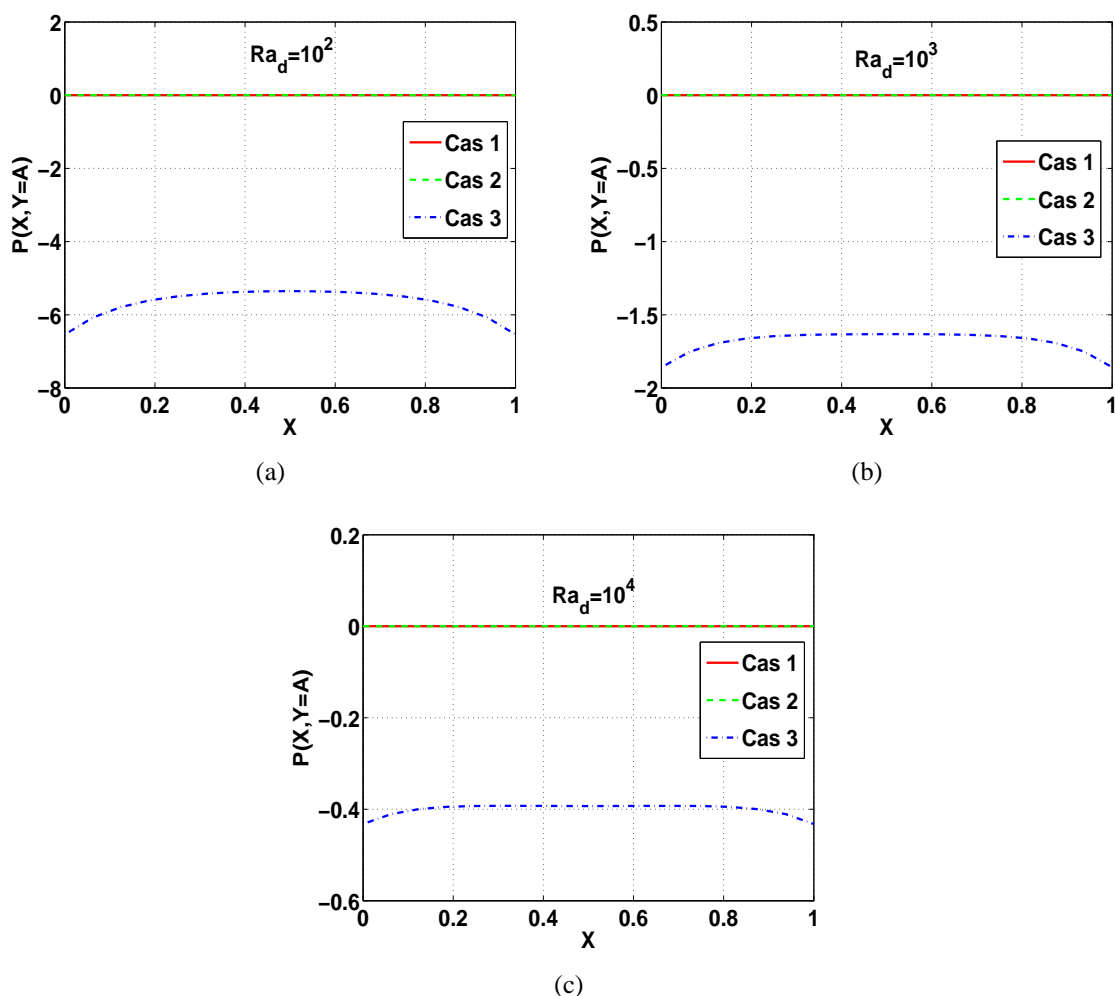 2
0
−2
−4
−6
−8
P(X,Y=A)
Ra_d=10^2
Cas 1
Cas 2
Cas 3
0 0.2 0.4 0.6 0.8 1
X
(a)
0.5
0
−0.5
−1
−1.5
−2
P(X,Y=A)
Ra_d=10^3
Cas 1
Cas 2
Cas 3
0 0.2 0.4 0.6 0.8 1
X
(b)
0.2
0
−0.2
−0.4
−0.6
P(X,Y=A)
Ra_d=10^4
Cas 1
Cas 2
Cas 3
0 0.2 0.4 0.6 0.8 1
X
(c)